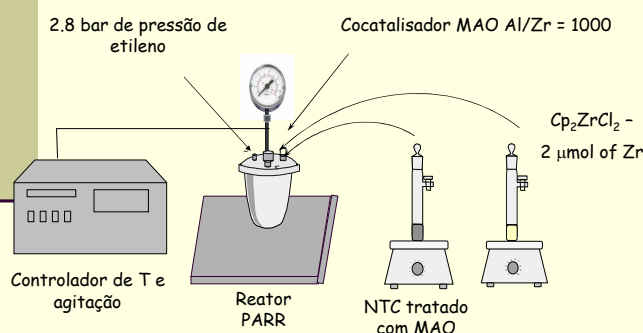 2.8 bar de pressão de
etileno
Cocatalisador MAO Al/Zr = 1000
Cp₂ZrCl₂ –
2 μmol of Zr
Controlador de T e
agitação
Reator
PARR
NTC tratado
com MAO